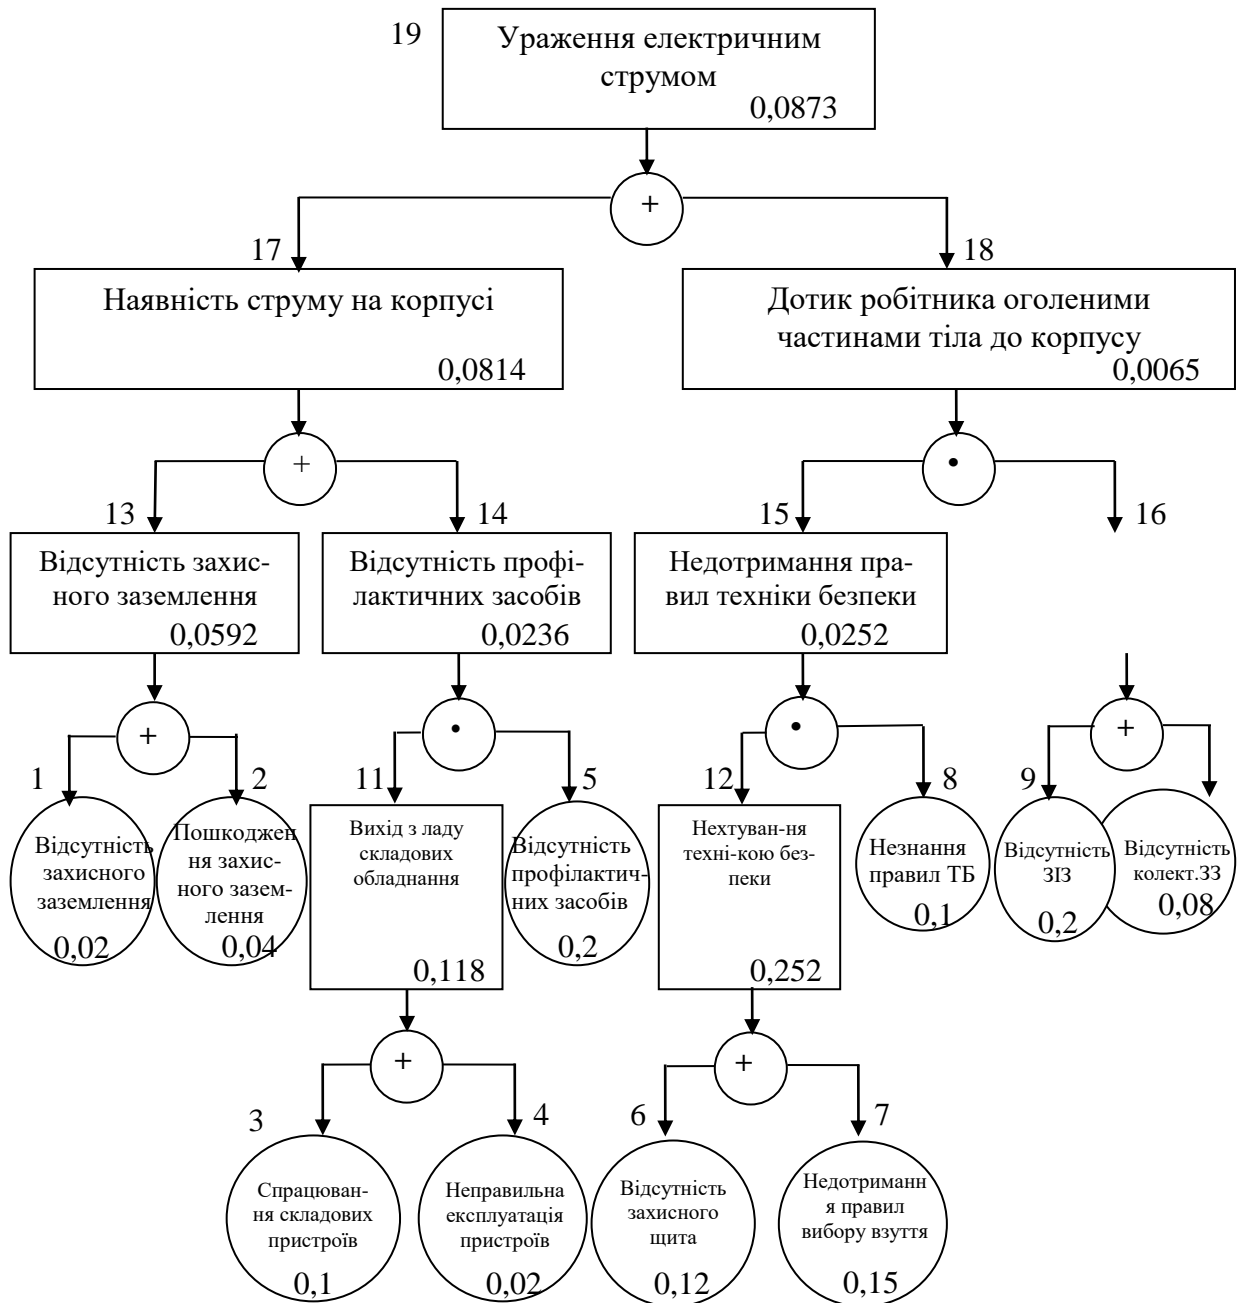 19
Ураження електричним
струмом
0,0873
+
17
18
Наявність струму на корпусі
0,0814
Дотик робітника оголеними
частинами тіла до корпусу
0,0065
+
•
13
14
15
16
Відсутність захис-
ного заземлення
0,0592
Відсутність профі-
лактичних засобів
0,0236
Недотримання пра-
вил техніки безпеки
0,0252
+
•
•
+
1
2
11
5
12
8
9
Відсутність
захисного
заземлення
0,02
Пошкоджен
ня захис-
ного зазем-
лення
0,04
Вихід з ладу
складових
обладнання
0,118
Відсутність
профілактич-
них засобів
0,2
Нехтуван-ня
техні-кою без-
пеки
0,252
Незнання
правил ТБ
0,1
Відсутність
ЗІЗ
0,2
Відсутність
колект.ЗЗ
0,08
+
+
3
4
6
7
Спрацюван-
ня складових
пристроїв
0,1
Неправильна
експлуатація
пристроїв
0,02
Відсутність
захисного
щита
0,12
Недотриманн
я правил
вибору взуття
0,15